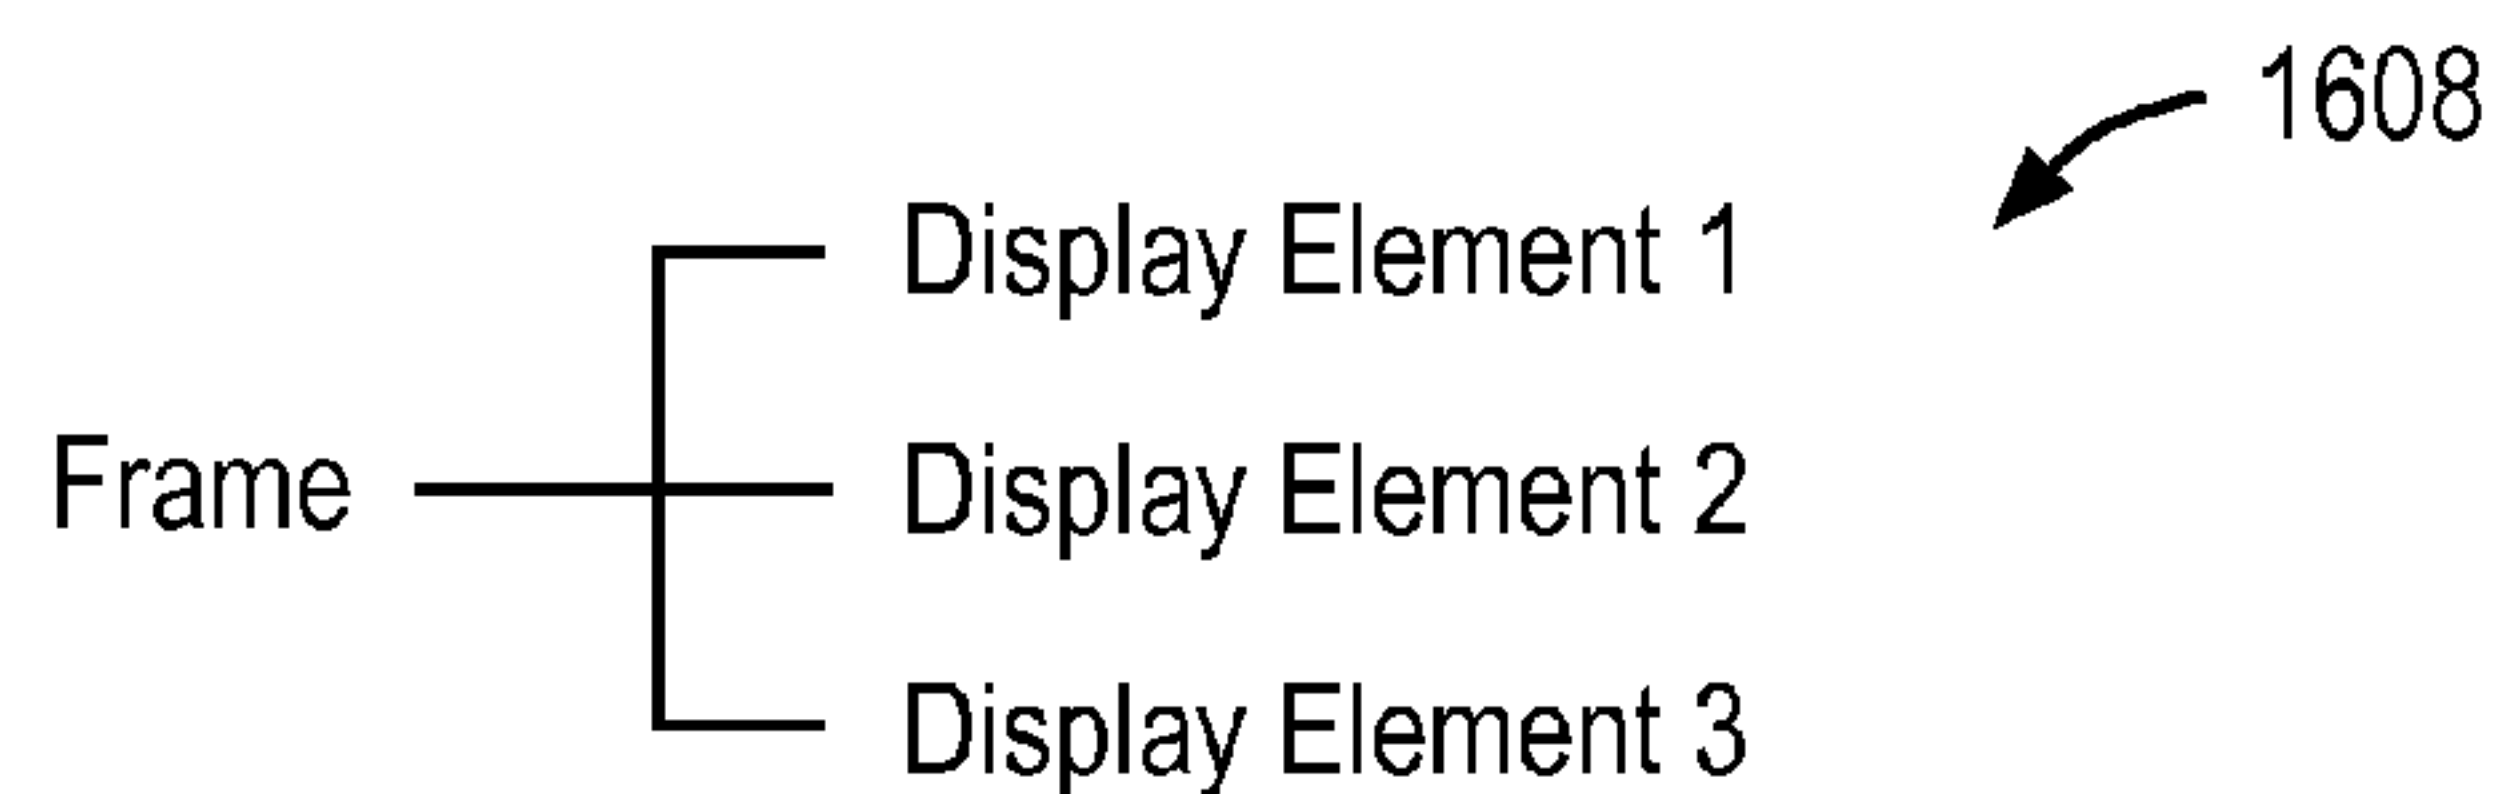 1608
Display Element 1
Frame
Display Element 2
Display Element 3